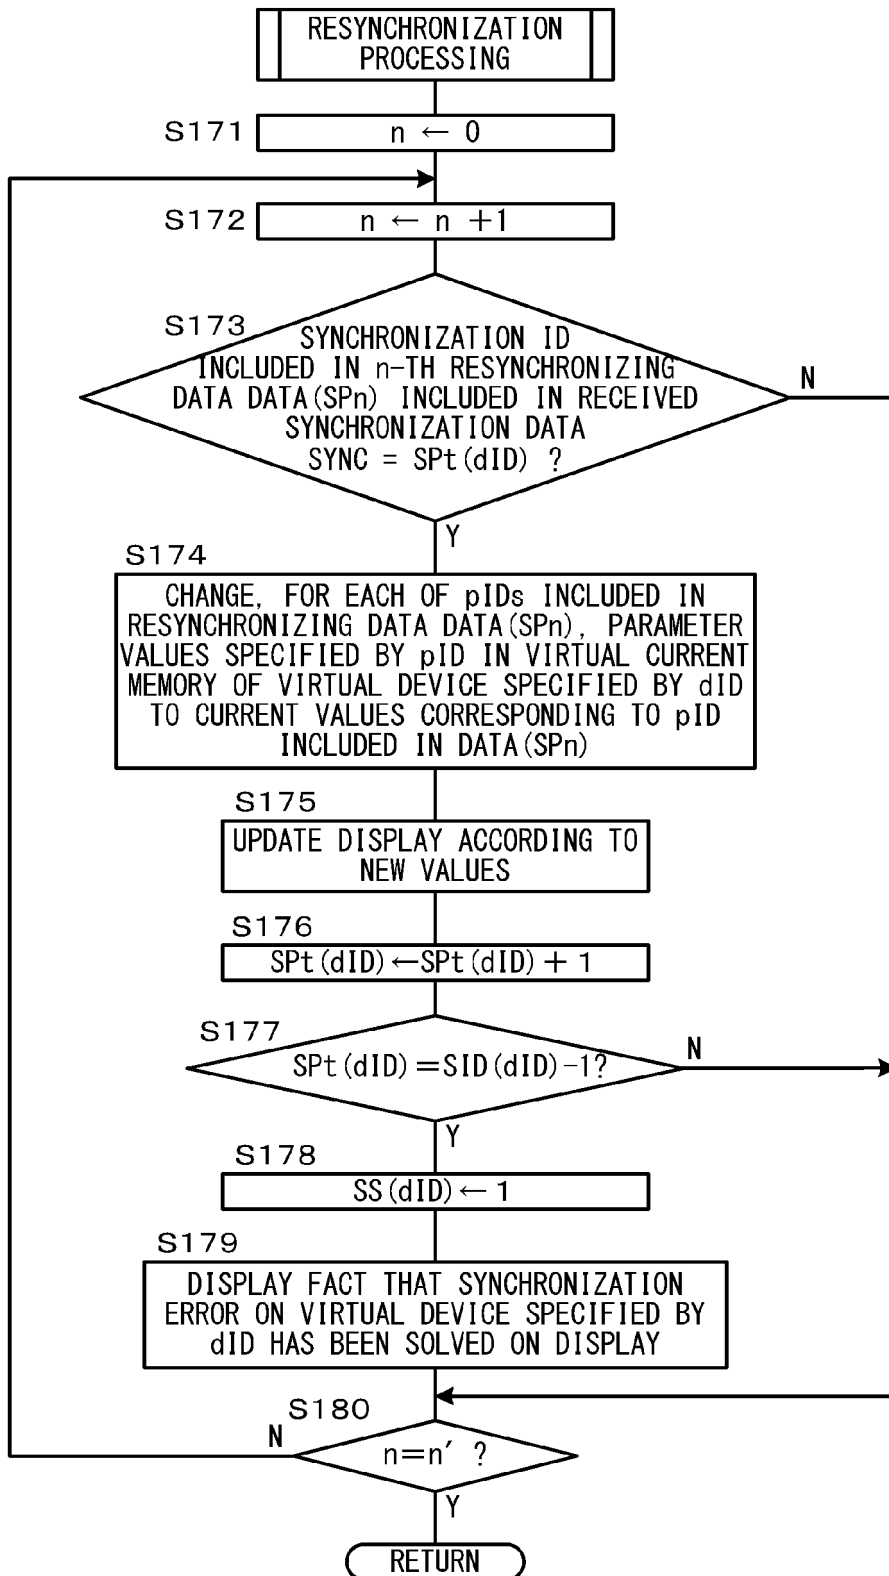 RESYNCHRONIZATION
PROCESSING
S171
n ← 0
S172
n ← n +1
S173
SYNCHRONIZATION ID
INCLUDED IN n-TH RESYNCHRONIZING
DATA DATA(SPn) INCLUDED IN RECEIVED
SYNCHRONIZATION DATA
SYNC = SPt(dID) ?
N
Y
S174
CHANGE, FOR EACH OF pIDs INCLUDED IN
RESYNCHRONIZING DATA DATA(SPn), PARAMETER
VALUES SPECIFIED BY pID IN VIRTUAL CURRENT
MEMORY OF VIRTUAL DEVICE SPECIFIED BY dID
TO CURRENT VALUES CORRESPONDING TO pID
INCLUDED IN DATA(SPn)
S175
UPDATE DISPLAY ACCORDING TO
NEW VALUES
S176
SPt(dID)←SPt(dID)+1
S177
SPt(dID)=SID(dID)-1?
N
Y
S178
SS(dID)←1
S179
DISPLAY FACT THAT SYNCHRONIZATION
ERROR ON VIRTUAL DEVICE SPECIFIED BY
dID HAS BEEN SOLVED ON DISPLAY
S180
N
n=n′ ?
Y
RETURN